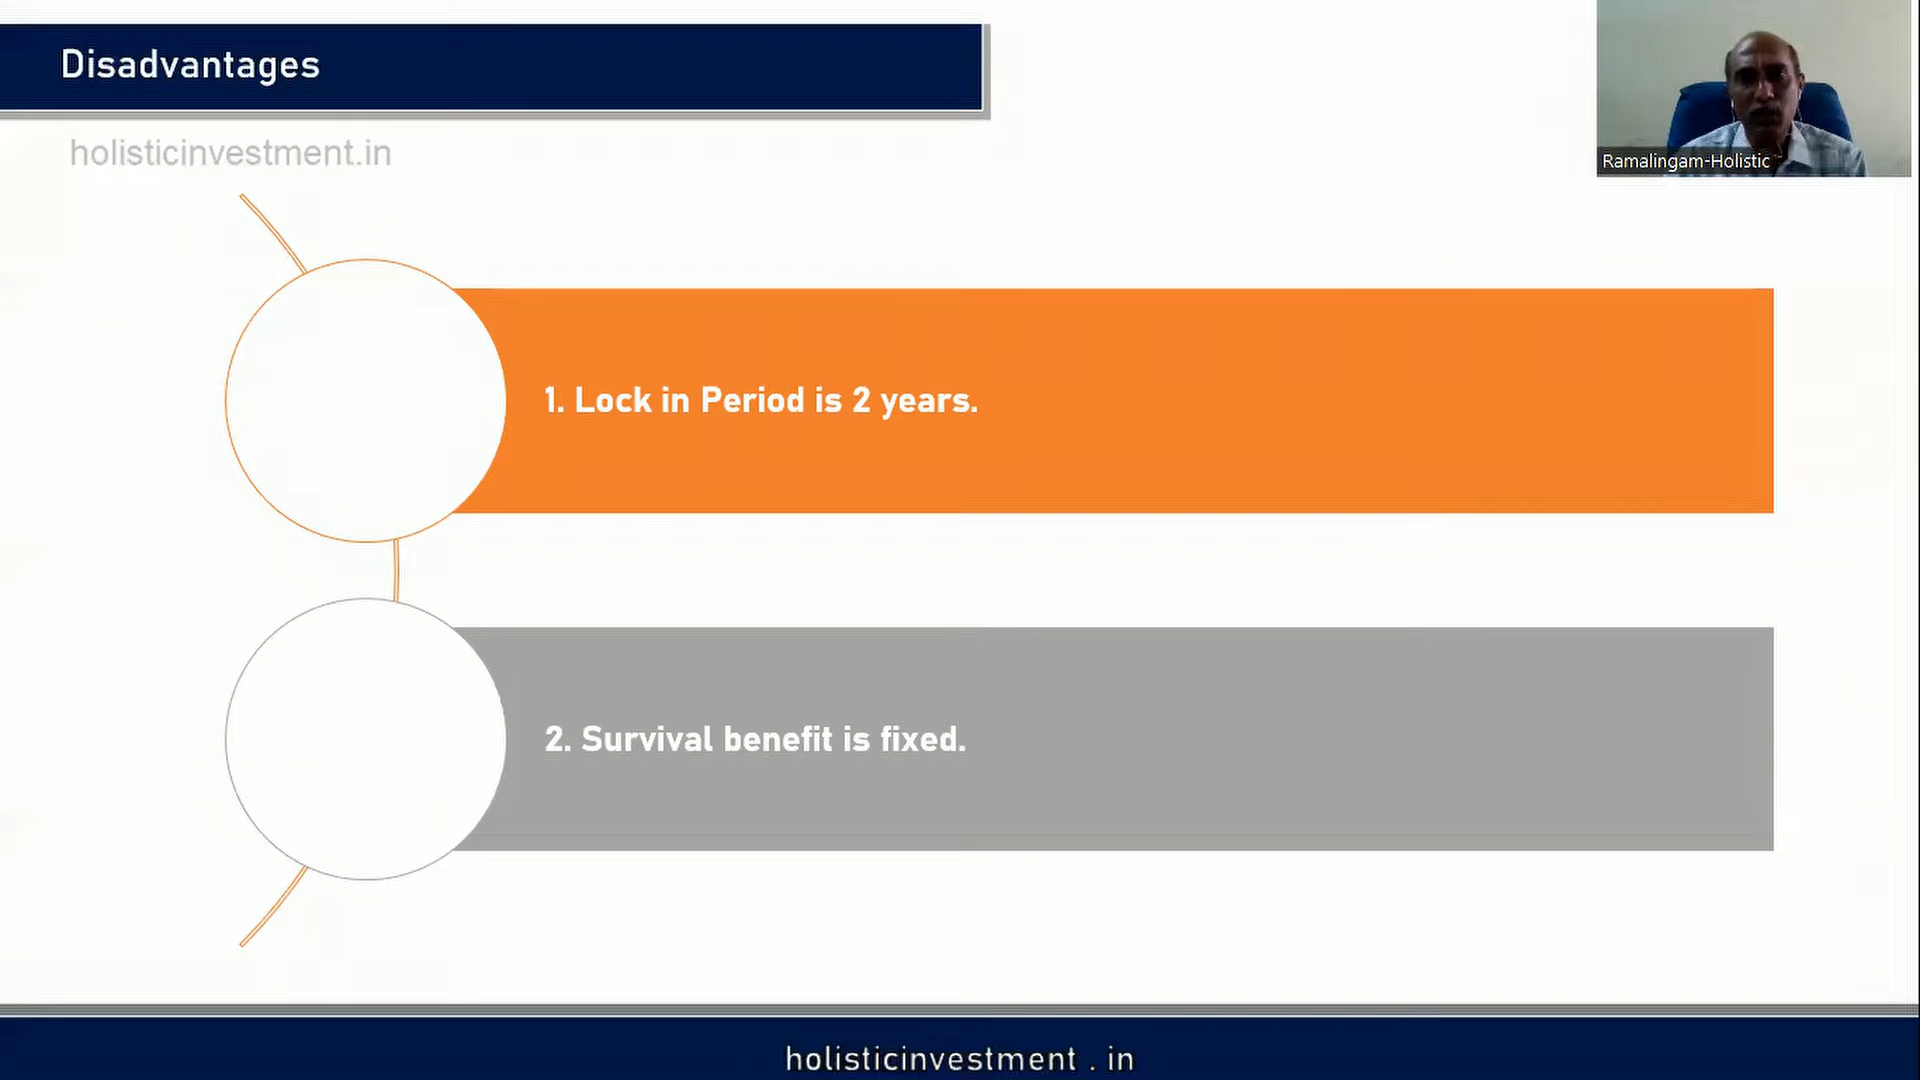 Disadvantages
holisticinvestment.in
Ramalingam-Holistic
1. Lock in Period is 2 years.
2. Survival benefit is fixed.
holisticinvestment . in